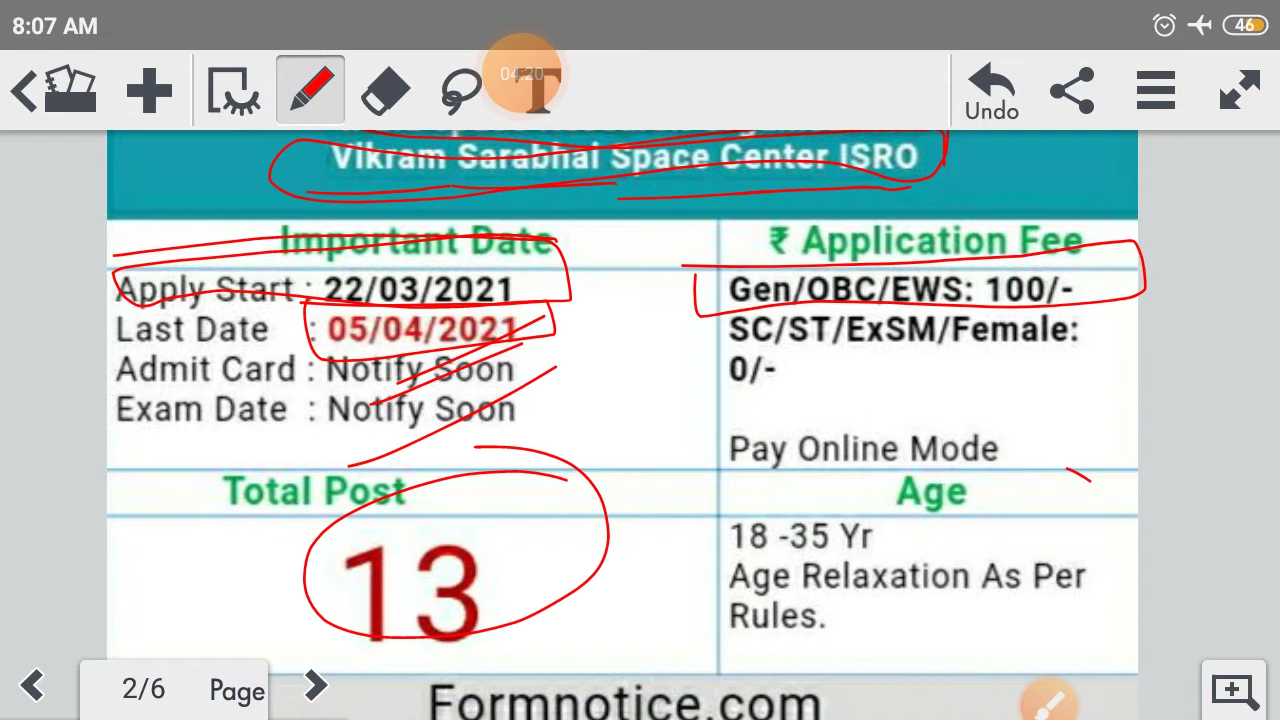 8:07 AM
46
04:20
T
Undo
Vikram Sarabhai Space Center ISRO
Important Date
Apply Start : 22/03/2021
Last Date : 05/04/2021
Admit Card : Notify Soon
Exam Date : Notify Soon
₹ Application Fee
Gen/OBC/EWS: 100/-
SC/ST/ExSM/Female:
0/-
Pay Online Mode
Total Post
13
Age
18 -35 Yr
Age Relaxation As Per
Rules.
2/6 Page
Formnotice.com